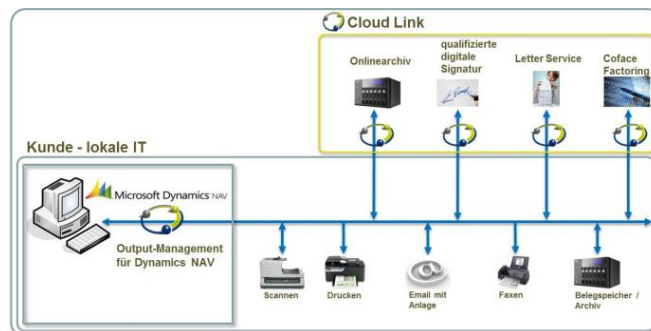 Cloud Link
Onlinearchiv
qualifizierte
digitale
Signatur
Letter Service
Coface
Factoring
Kunde - lokale IT
Microsoft Dynamics NAV
Output-Management
für Dynamics NAV
Scannen
Drucken
Email mit
Anlage
Faxen
Belegspeicher /
Archiv